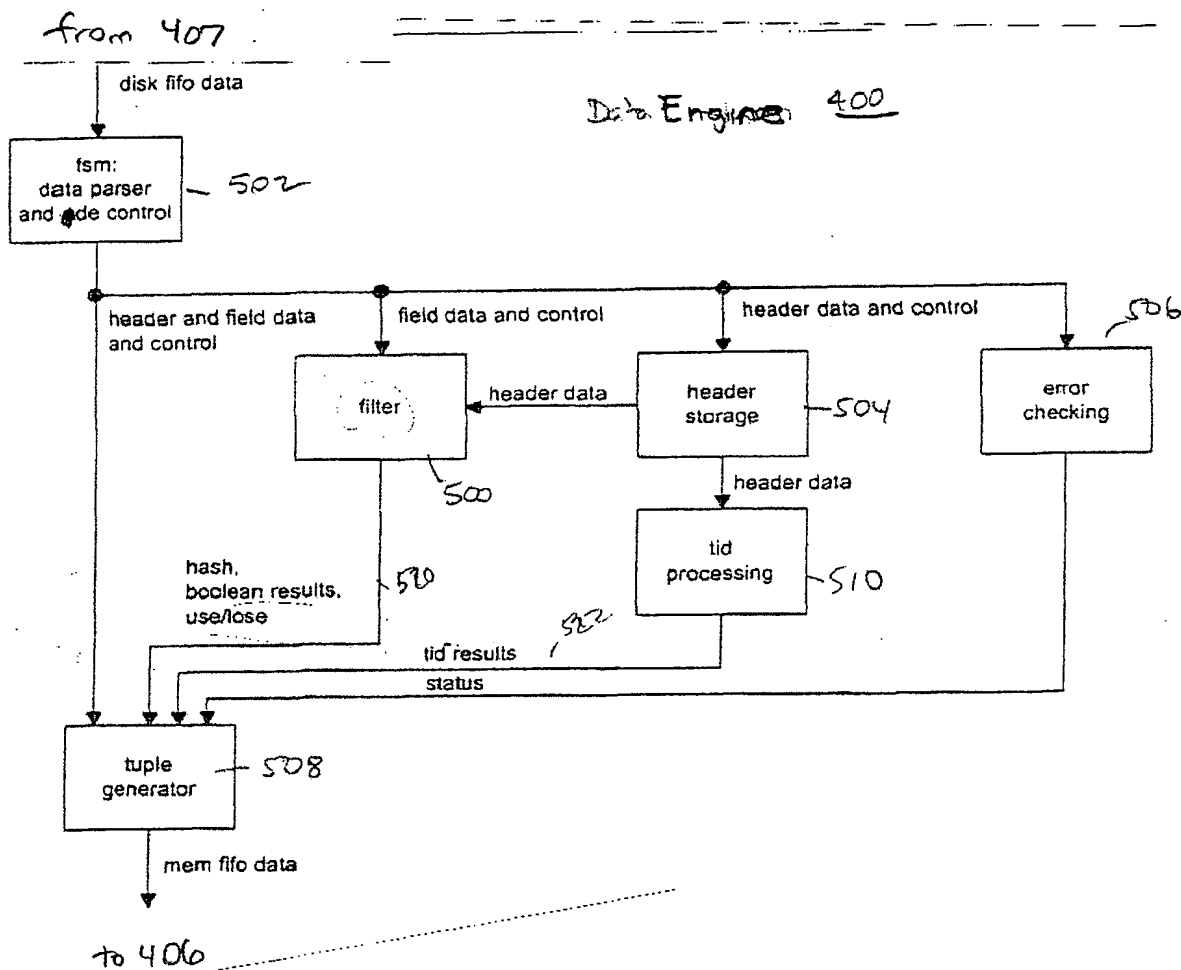 from 407
disk fifo data
Data Engine 400
fsm:
data parser
and de control
502
header and field data
and control
field data and control
header data and control
506
filter
header data
header
storage
504
error
checking
500
header data
tid
processing
510
hash,
boolean results,
use/lose
520
522
tid results
status
tuple
generator
508
mem fifo data
to 406